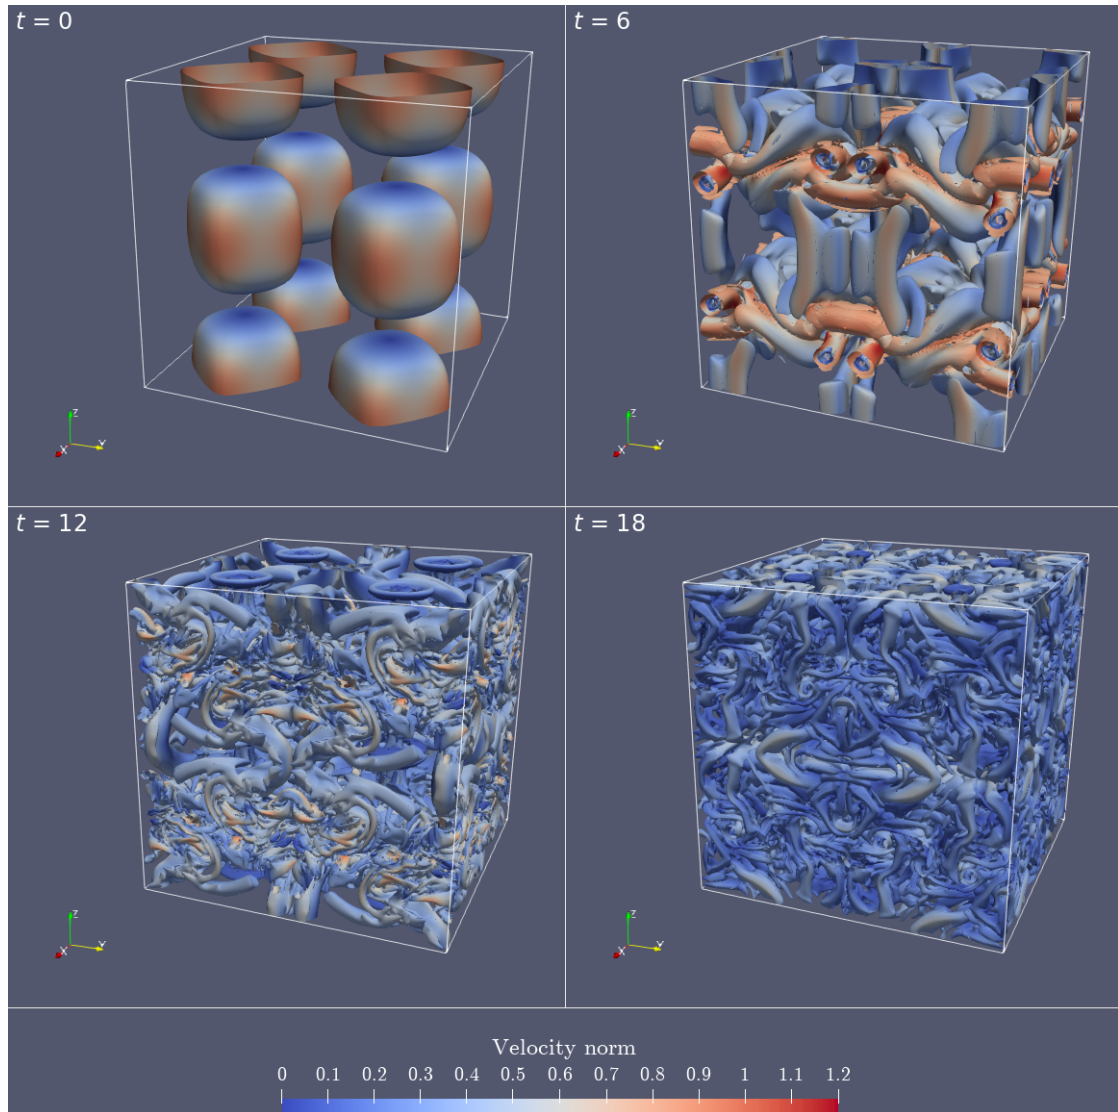 t = 0
t = 6
Z
X
Y
Z
X
Y
t = 12
t = 18
Z
X
Y
Z
X
Y
Velocity norm
0 0.1 0.2 0.3 0.4 0.5 0.6 0.7 0.8 0.9 1 1.1 1.2